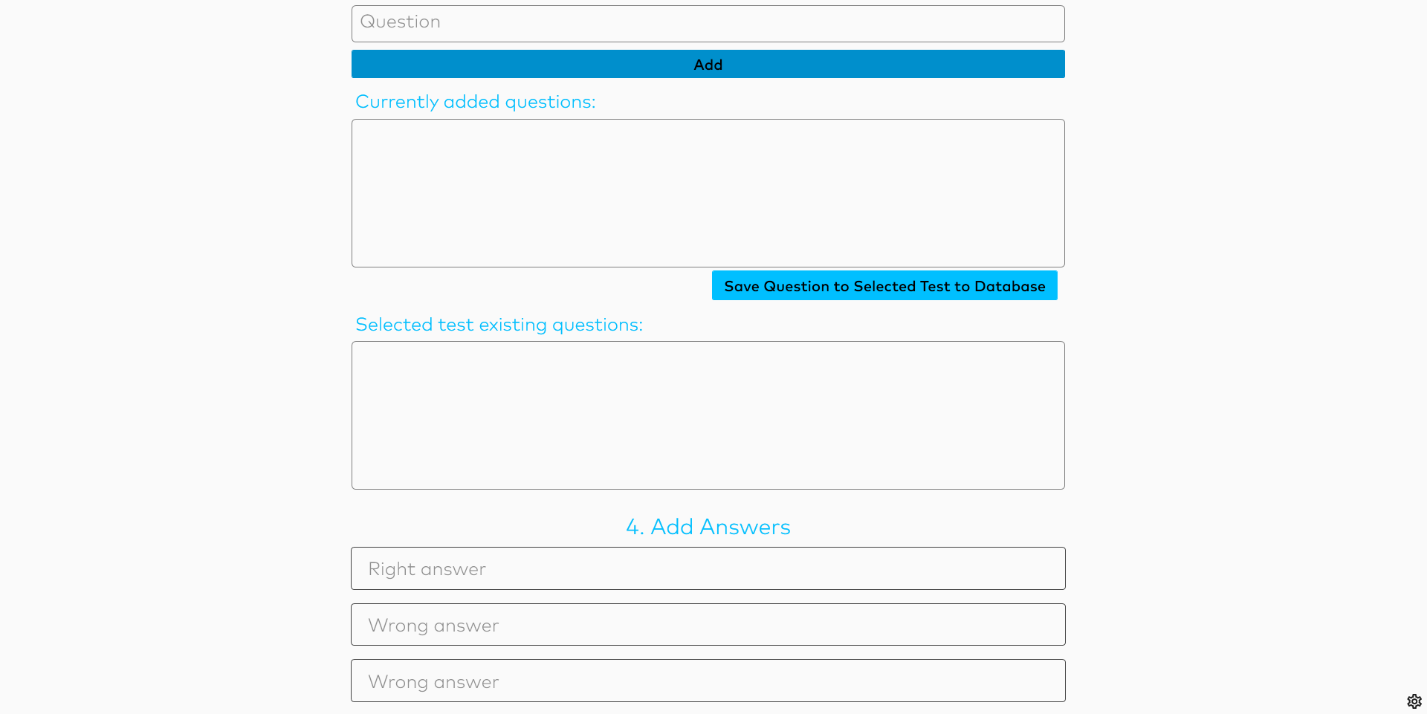 Question
Add
Currently added questions:
Save Question to Selected Test to Database
Selected test existing questions:
4. Add Answers
Right answer
Wrong answer
Wrong answer